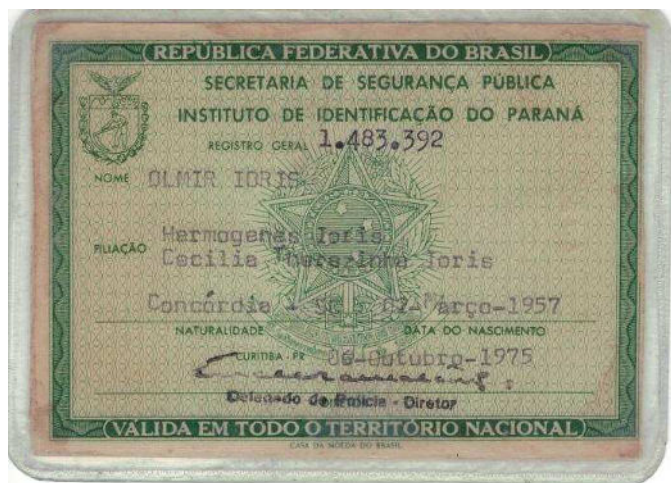 REPÚBLICA FEDERATIVA DO BRASIL
SECRETARIA DE SEGURANÇA PÚBLICA
INSTITUTO DE IDENTIFICAÇÃO DO PARANÁ
REGISTRO GERAL 1.483.392
NOME OLMIR IORIS
FILIAÇÃO Hermogenes Ioris
Cecilia Therezinha Ioris
Concórdia - SC - 02-Março-1957
NATURALIDADE DATA DO NASCIMENTO
CURITIBA - PR 06-Outubro-1975
Delegado de Polícia - Diretor
VÁLIDA EM TODO O TERRITÓRIO NACIONAL
CASA DA MOEDA DO BRASIL